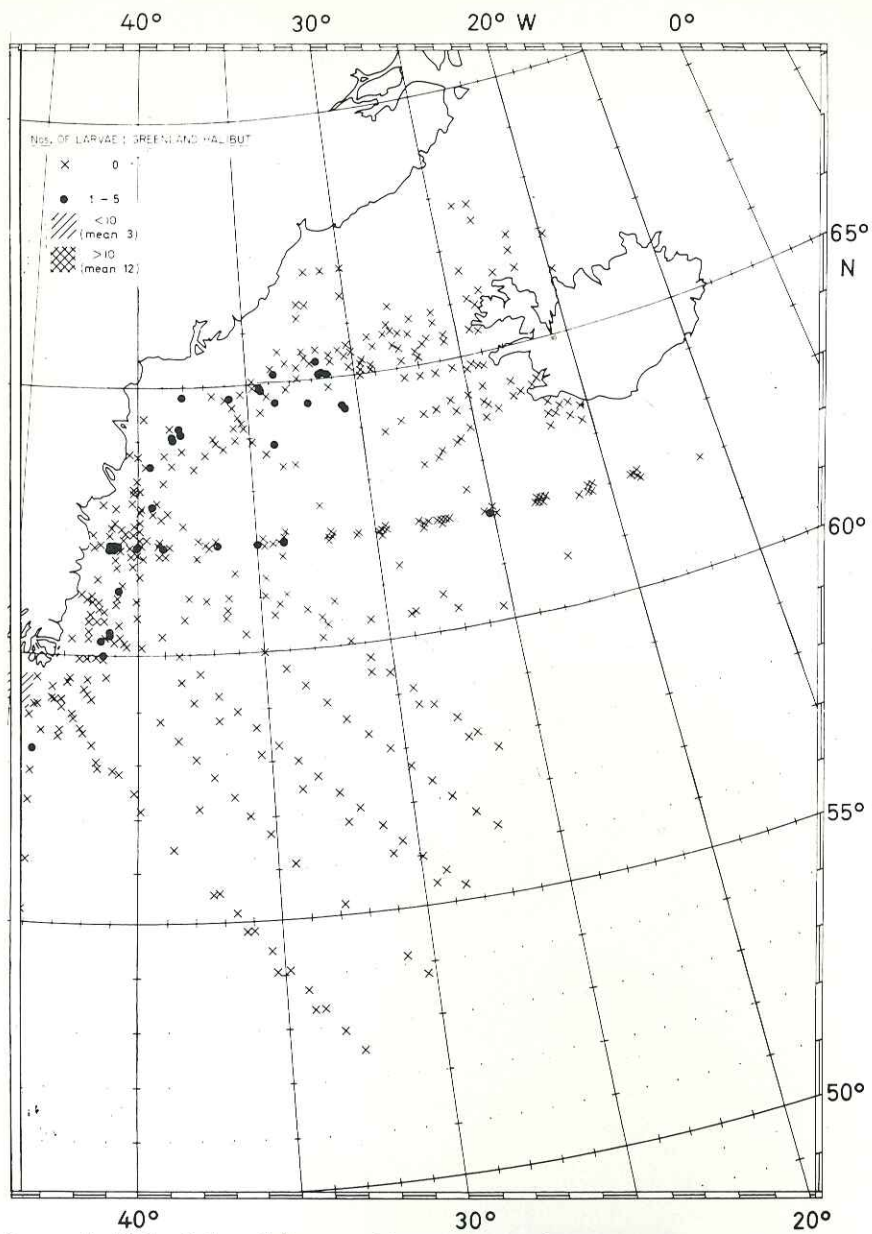 40° 30° 20° W 0°
Nos. OF LARVAE : GREENLAND HALIBUT
× 0
● 1 - 5
<10
(mean 3)
>10
(mean 12)
65°
N
60°
55°
50°
40° 30° 20°